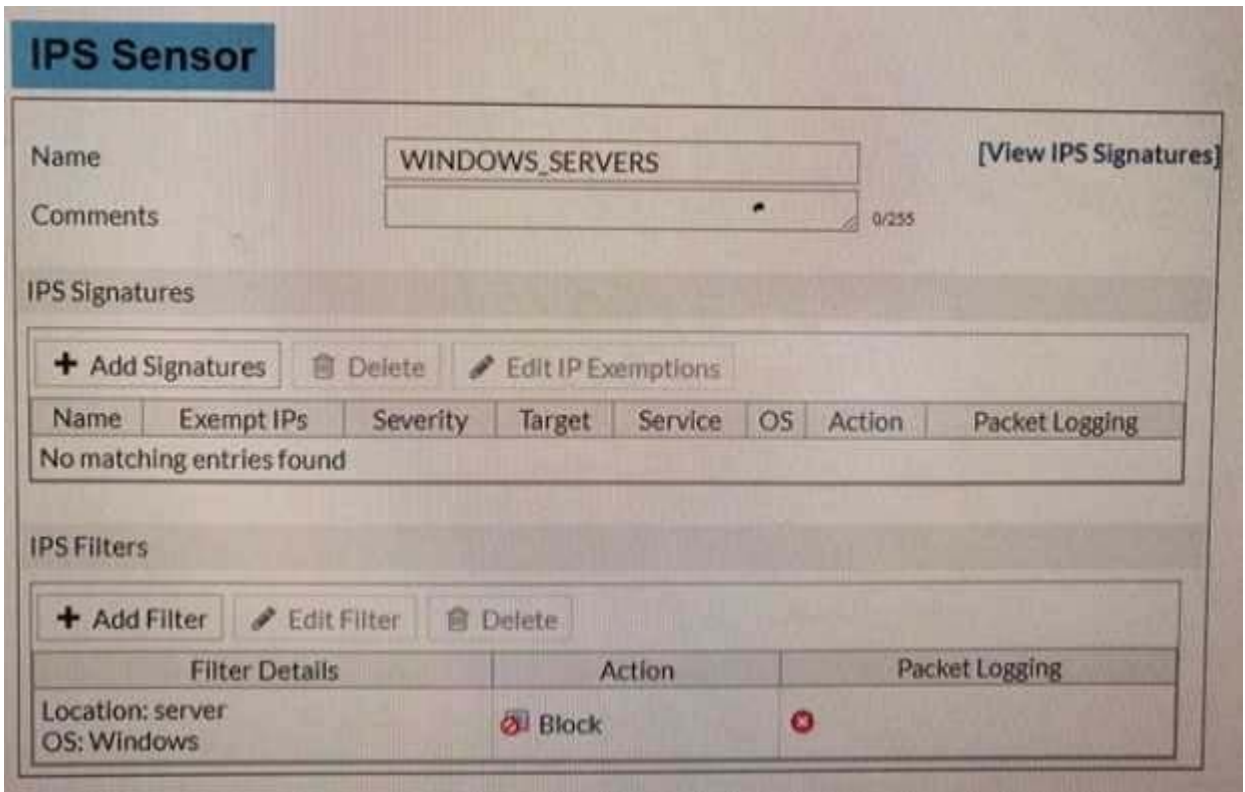 IPS Sensor
Name WINDOWS_SERVERS [View IPS Signatures]
Comments 0/255
IPS Signatures
+ Add Signatures Delete Edit IP Exemptions
Name Exempt IPs Severity Target Service OS Action Packet Logging
No matching entries found
IPS Filters
+ Add Filter Edit Filter Delete
Filter Details Action Packet Logging
Location: server Block
OS: Windows